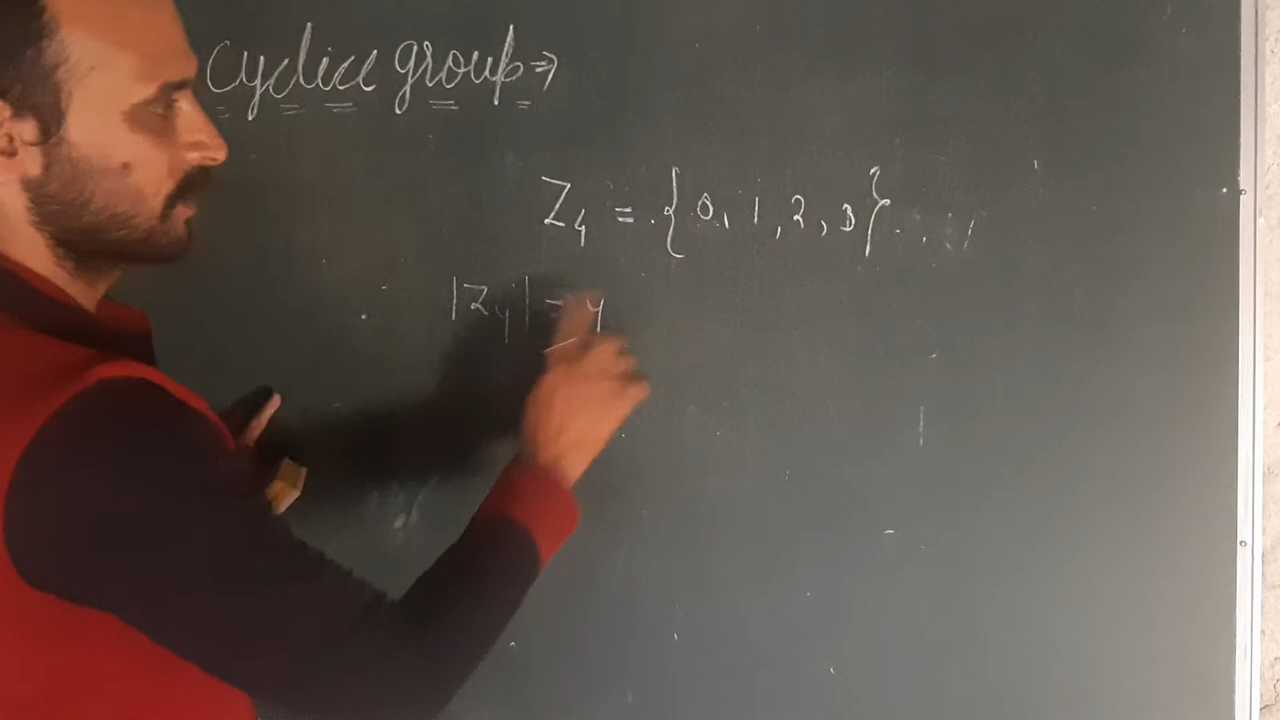 Cyclice group →
Z₄ = {0, 1, 2, 3}
|Z₄| = 4